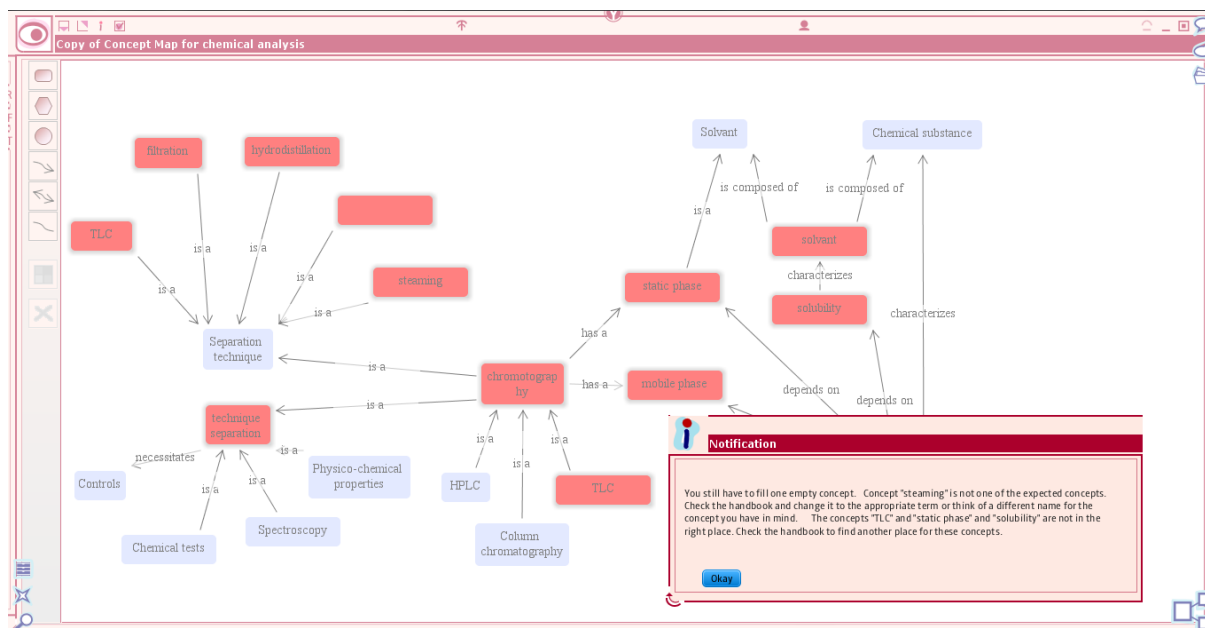 Copy of Concept Map for chemical analysis
Solvant
Chemical substance
filtration
hydrodistillation
is composed of
is composed of
is a
TLC
solvant
is a
is a
steaming
is a
characterizes
static phase
is a
is a
solubility
characterizes
Separation
technique
has a
is a
chromotography
has a
mobile phase
depends on
depends on
is a
technique
separation
necessitates
is a
Physico-chemical
properties
Controls
is a
is a
HPLC
is a
is a
is a
TLC
Spectroscopy
Chemical tests
Column
chromatography
Notification
You still have to fill one empty concept. Concept "steaming" is not one of the expected concepts.
Check the handbook and change it to the appropriate term or think of a different name for the
concept you have in mind. The concepts "TLC" and "static phase" and "solubility" are not in the
right place. Check the handbook to find another place for these concepts.
Okay